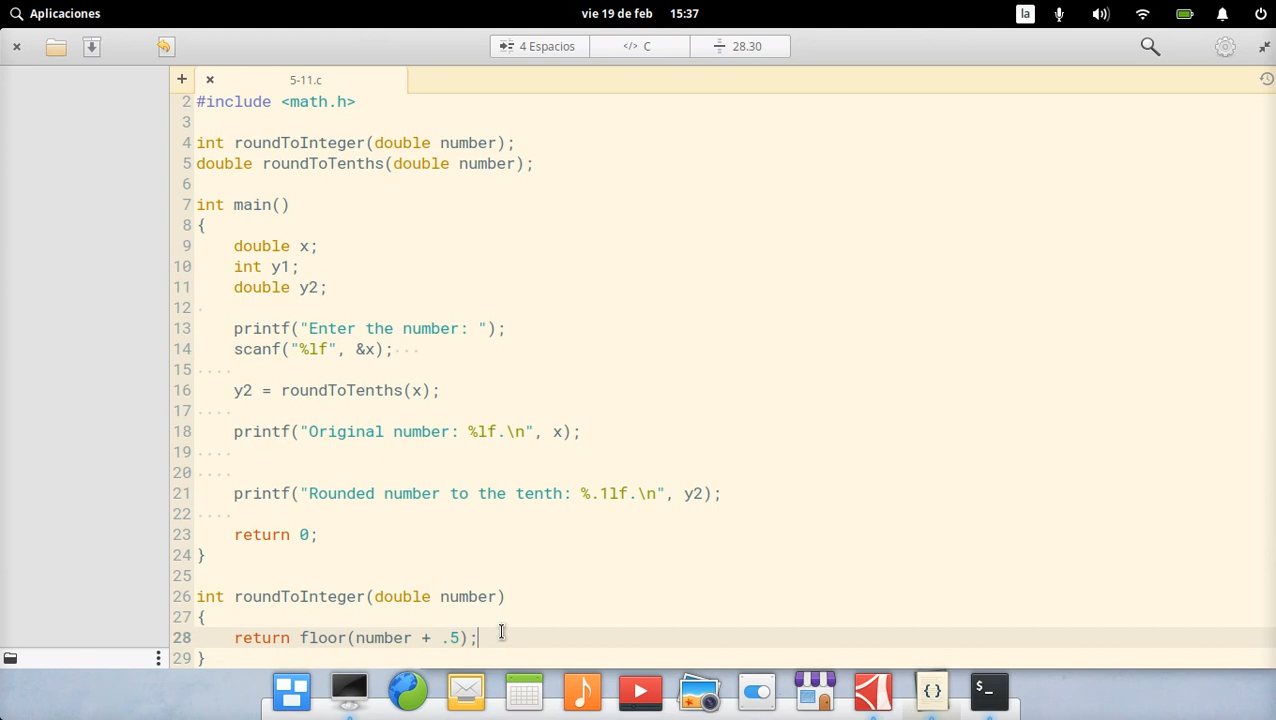 Aplicaciones vie 19 de feb 15:37 la
4 Espacios </> C 28.30
+ × 5-11.c
2 #include <math.h>
3
4 int roundToInteger(double number);
5 double roundToTenths(double number);
6
7 int main()
8 {
9 double x;
10 int y1;
11 double y2;
12
13 printf("Enter the number: ");
14 scanf("%lf", &x);
15
16 y2 = roundToTenths(x);
17
18 printf("Original number: %lf.\n", x);
19
20
21 printf("Rounded number to the tenth: %.1lf.\n", y2);
22
23 return 0;
24 }
25
26 int roundToInteger(double number)
27 {
28 return floor(number + .5);
29 }